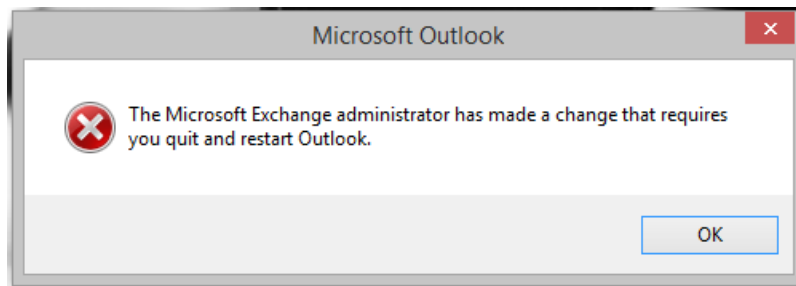 Microsoft Outlook
The Microsoft Exchange administrator has made a change that requires
you quit and restart Outlook.
OK